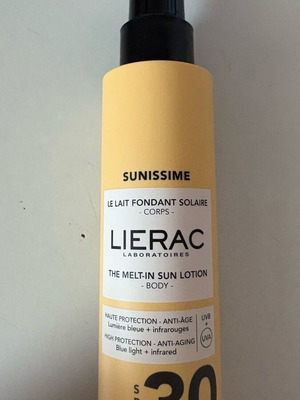 SUNISSIME
LE LAIT FONDANT SOLAIRE
- CORPS -
LIERAC
LABORATOIRES
THE MELT-IN SUN LOTION
- BODY -
HAUTE PROTECTION - ANTI-ÂGE
Lumière bleue + infrarouges
HIGH PROTECTION - ANTI-AGING
Blue light + infrared
UVB
+
UVA
SP
30